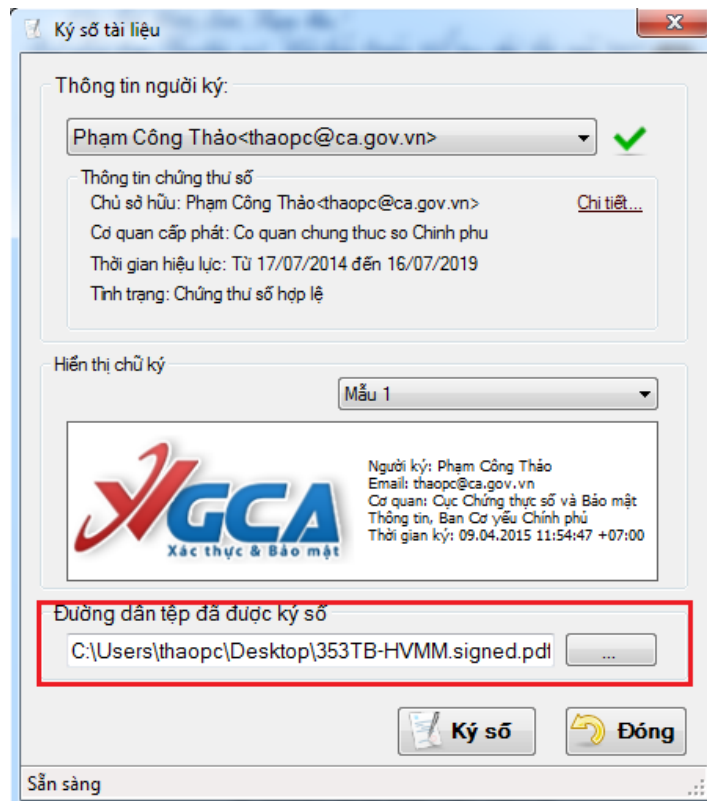 Ký số tài liệu
Thông tin người ký:
Phạm Công Thảo<thaopc@ca.gov.vn>
Thông tin chứng thư số
Chủ sở hữu: Phạm Công Thảo<thaopc@ca.gov.vn>
Chi tiết...
Cơ quan cấp phát: Co quan chung thuc so Chinh phu
Thời gian hiệu lực: Từ 17/07/2014 đến 16/07/2019
Tình trạng: Chứng thư số hợp lệ
Hiển thị chữ ký
Mẫu 1
VGCA
Xác thực & Bảo mật
Người ký: Phạm Công Thảo
Email: thaopc@ca.gov.vn
Cơ quan: Cục Chứng thực số và Bảo mật
Thông tin, Ban Cơ yếu Chính phủ
Thời gian ký: 09.04.2015 11:54:47 +07:00
Đường dẫn tệp đã được ký số
C:\Users\thaopc\Desktop\353TB-HVMM.signed.pdf
...
Ký số
Đóng
Sẵn sàng